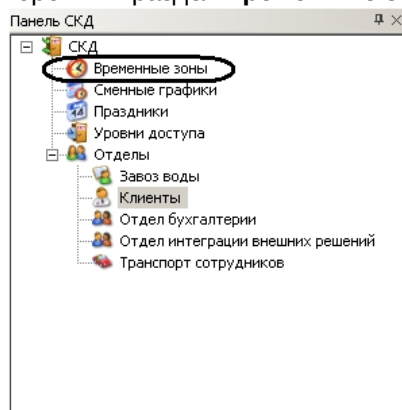 Панель СКД
СКД
Временные зоны
Сменные графики
Праздники
Уровни доступа
Отделы
Завоз воды
Клиенты
Отдел бухгалтерии
Отдел интеграции внешних решений
Транспорт сотрудников